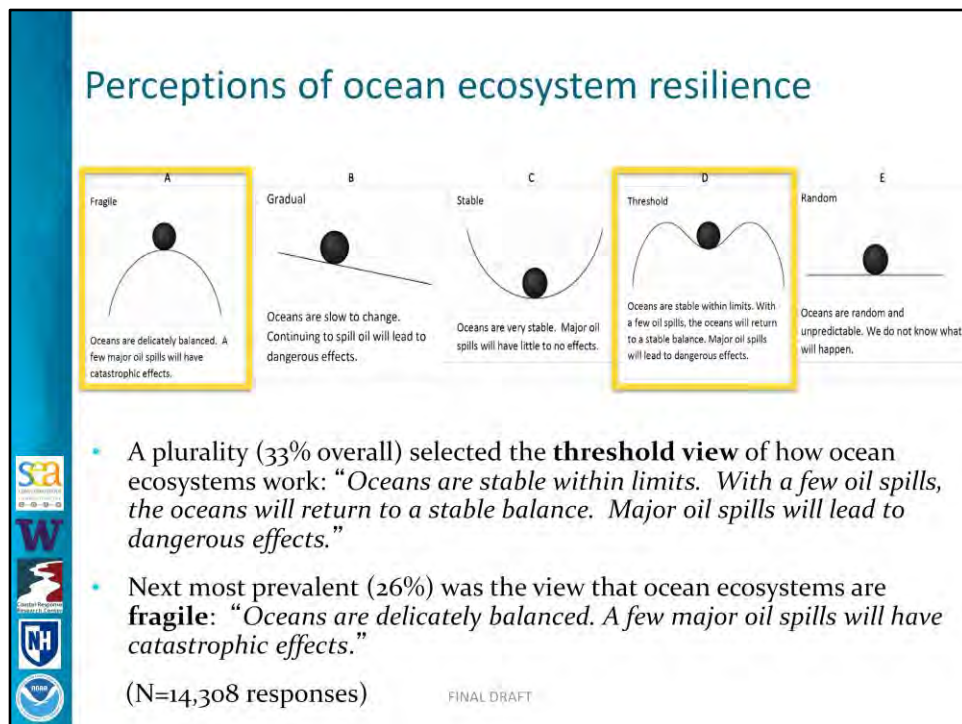 Perceptions of ocean ecosystem resilience
A
Fragile
Oceans are delicately balanced. A
few major oil spills will have
catastrophic effects.
B
Gradual
Oceans are slow to change.
Continuing to spill oil will lead to
dangerous effects.
C
Stable
Oceans are very stable. Major oil
spills will have little to no effects.
D
Threshold
Oceans are stable within limits. With
a few oil spills, the oceans will return
to a stable balance. Major oil spills
will lead to dangerous effects.
E
Random
Oceans are random and
unpredictable. We do not know what
will happen.
• A plurality (33% overall) selected the threshold view of how ocean
ecosystems work: “Oceans are stable within limits. With a few oil spills,
the oceans will return to a stable balance. Major oil spills will lead to
dangerous effects.”
• Next most prevalent (26%) was the view that ocean ecosystems are
fragile: “Oceans are delicately balanced. A few major oil spills will have
catastrophic effects.”
(N=14,308 responses)
FINAL DRAFT
sea
W
Coastal Response
Research Center
NH
noaa